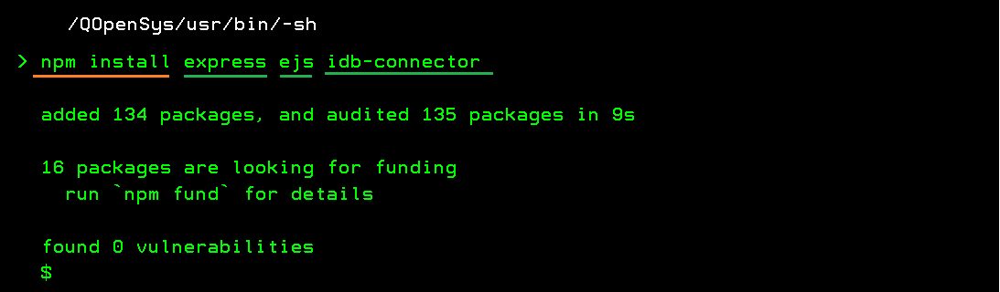 /QOpenSys/usr/bin/-sh
> npm install express ejs idb-connector
added 134 packages, and audited 135 packages in 9s
16 packages are looking for funding
run `npm fund` for details
found 0 vulnerabilities
$